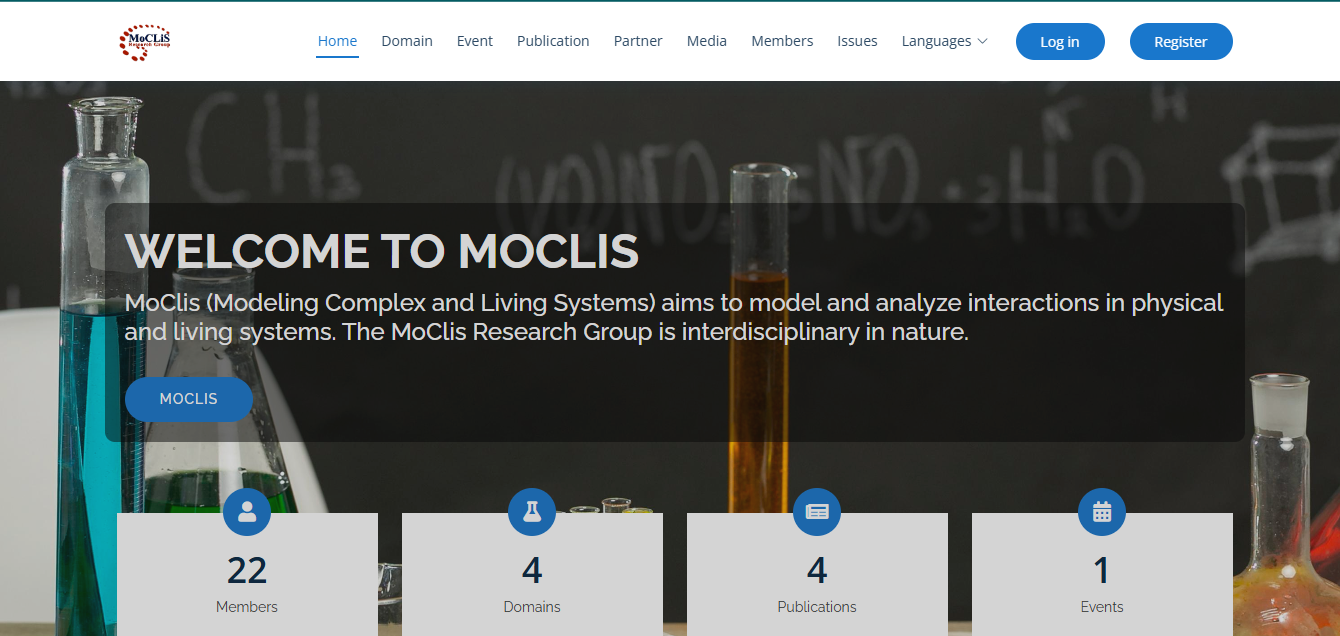 MoCLiS
Research Group
Home Domain Event Publication Partner Media Members Issues Languages Log in Register
CH3
WELCOME TO MOCLIS
MoClis (Modeling Complex and Living Systems) aims to model and analyze interactions in physical
and living systems. The MoClis Research Group is interdisciplinary in nature.
MOCLIS
22 4 4 1
Members Domains Publications Events